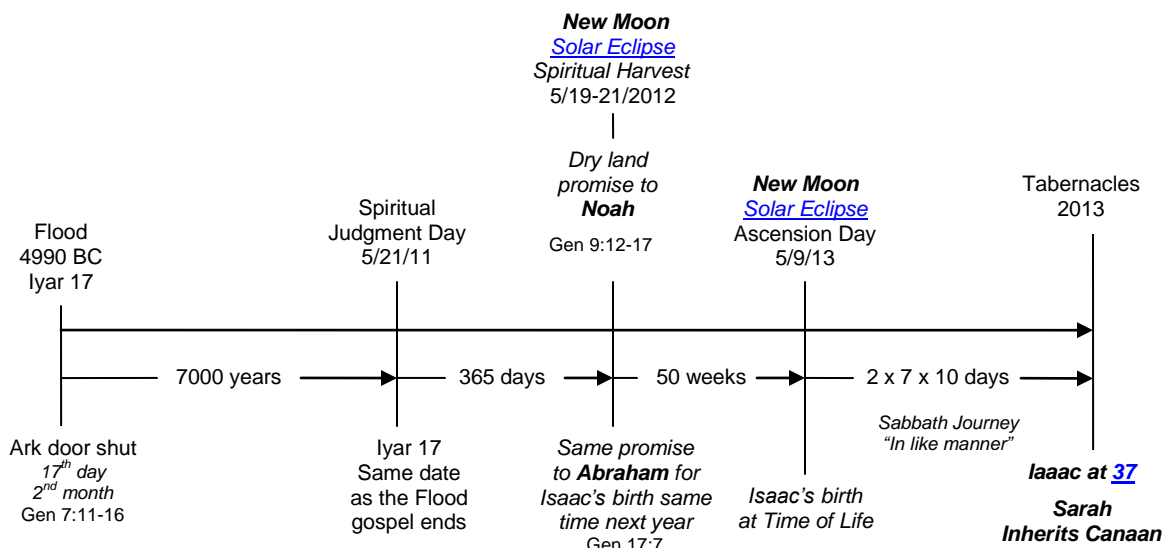 New Moon
Solar Eclipse
Spiritual Harvest
5/19-21/2012
Dry land
promise to
Noah
Gen 9:12-17
New Moon
Solar Eclipse
Ascension Day
5/9/13
Tabernacles
2013
Spiritual
Judgment Day
5/21/11
Flood
4990 BC
Iyar 17
7000 years
365 days
50 weeks
2 x 7 x 10 days
Sabbath Journey
“In like manner”
Ark door shut
17th day
2nd month
Gen 7:11-16
Iyar 17
Same date
as the Flood
gospel ends
Same promise
to Abraham for
Isaac’s birth same
time next year
Gen 17:7
Isaac’s birth
at Time of Life
Iaaac at 37
Sarah
Inherits Canaan